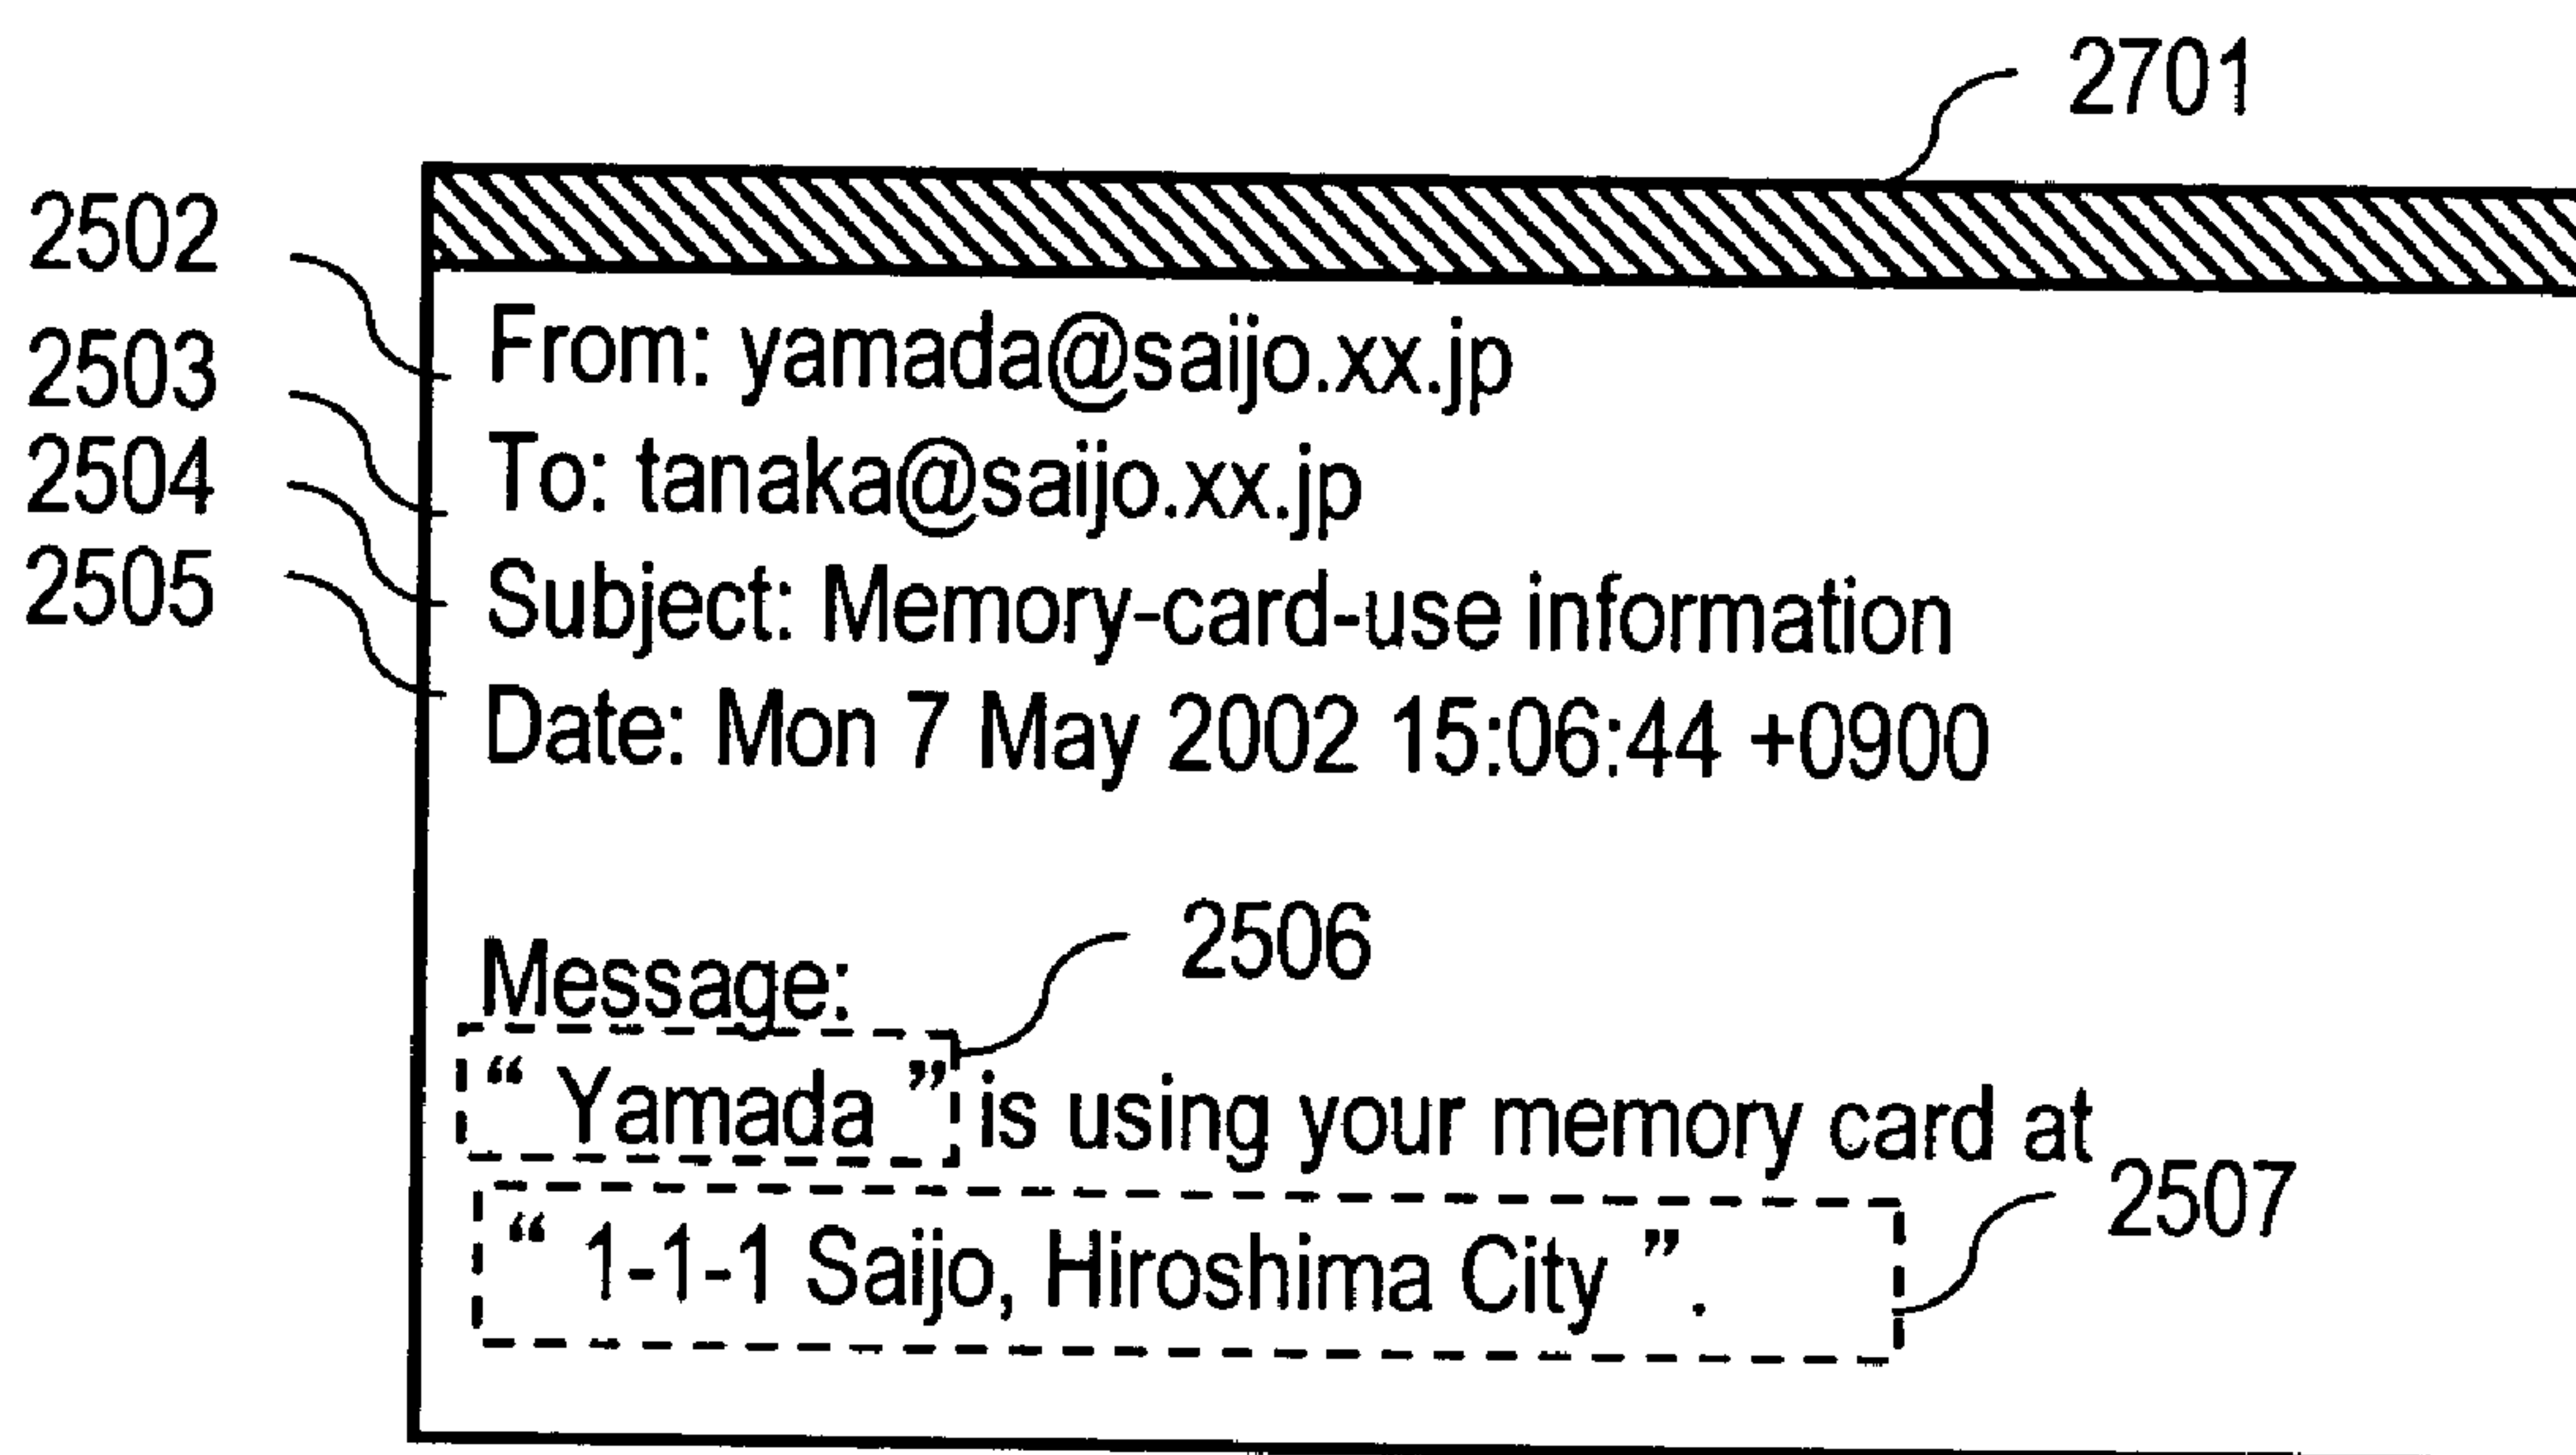 2701
2502
From: yamada@saijo.xx.jp
2503
To: tanaka@saijo.xx.jp
2504
Subject: Memory-card-use information
2505
Date: Mon 7 May 2002 15:06:44 +0900
2506
Message:
“ Yamada ” is using your memory card at
2507
“ 1-1-1 Saijo, Hiroshima City ”.